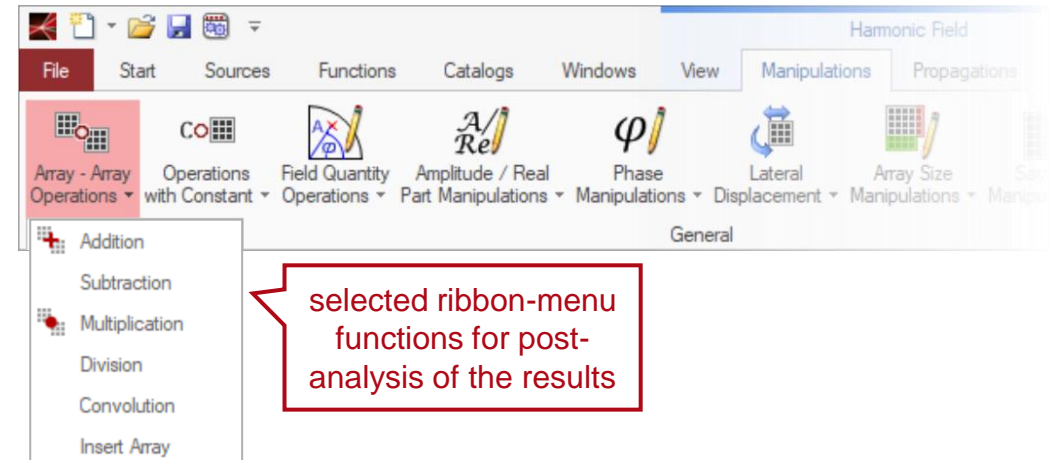 Harmonic Field
File Start Sources Functions Catalogs Windows View Manipulations Propagations
Array - Array Operations with Constant Field Quantity Operations Amplitude / Real Part Manipulations Phase Manipulations Lateral Displacement Array Size Manipulations
Operations
General
Addition
Subtraction
Multiplication
Division
Convolution
Insert Array
selected ribbon-menu
functions for post-
analysis of the results